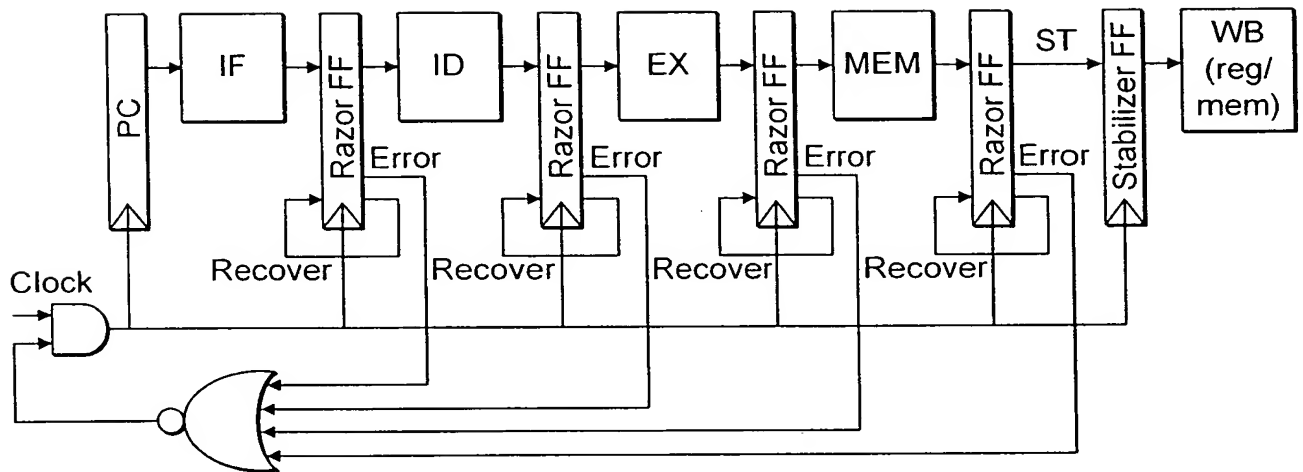 PC
IF
Razor FF
ID
Razor FF
EX
Razor FF
MEM
Razor FF
ST
Stabilizer FF
WB
(reg/
mem)
Error
Error
Error
Error
Recover
Recover
Recover
Recover
Clock